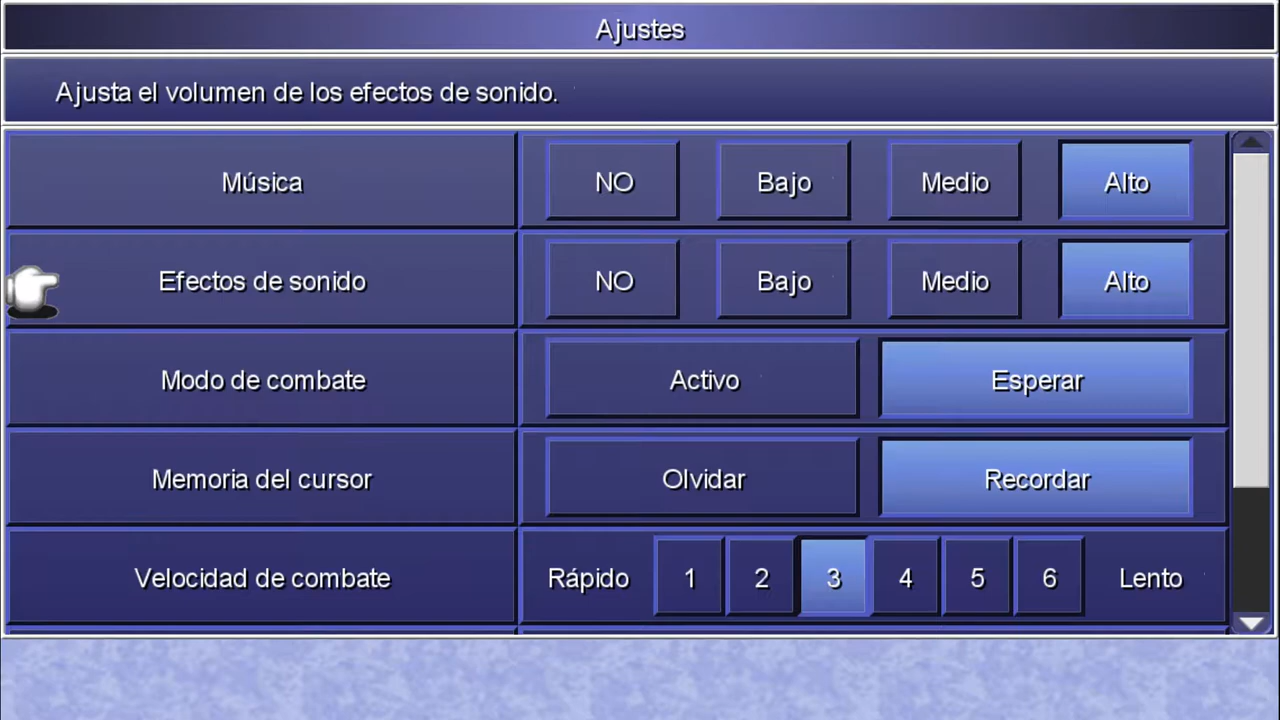 Ajustes
Ajusta el volumen de los efectos de sonido.
Música NO Bajo Medio Alto
Efectos de sonido NO Bajo Medio Alto
Modo de combate Activo Esperar
Memoria del cursor Olvidar Recordar
Velocidad de combate Rápido 1 2 3 4 5 6 Lento